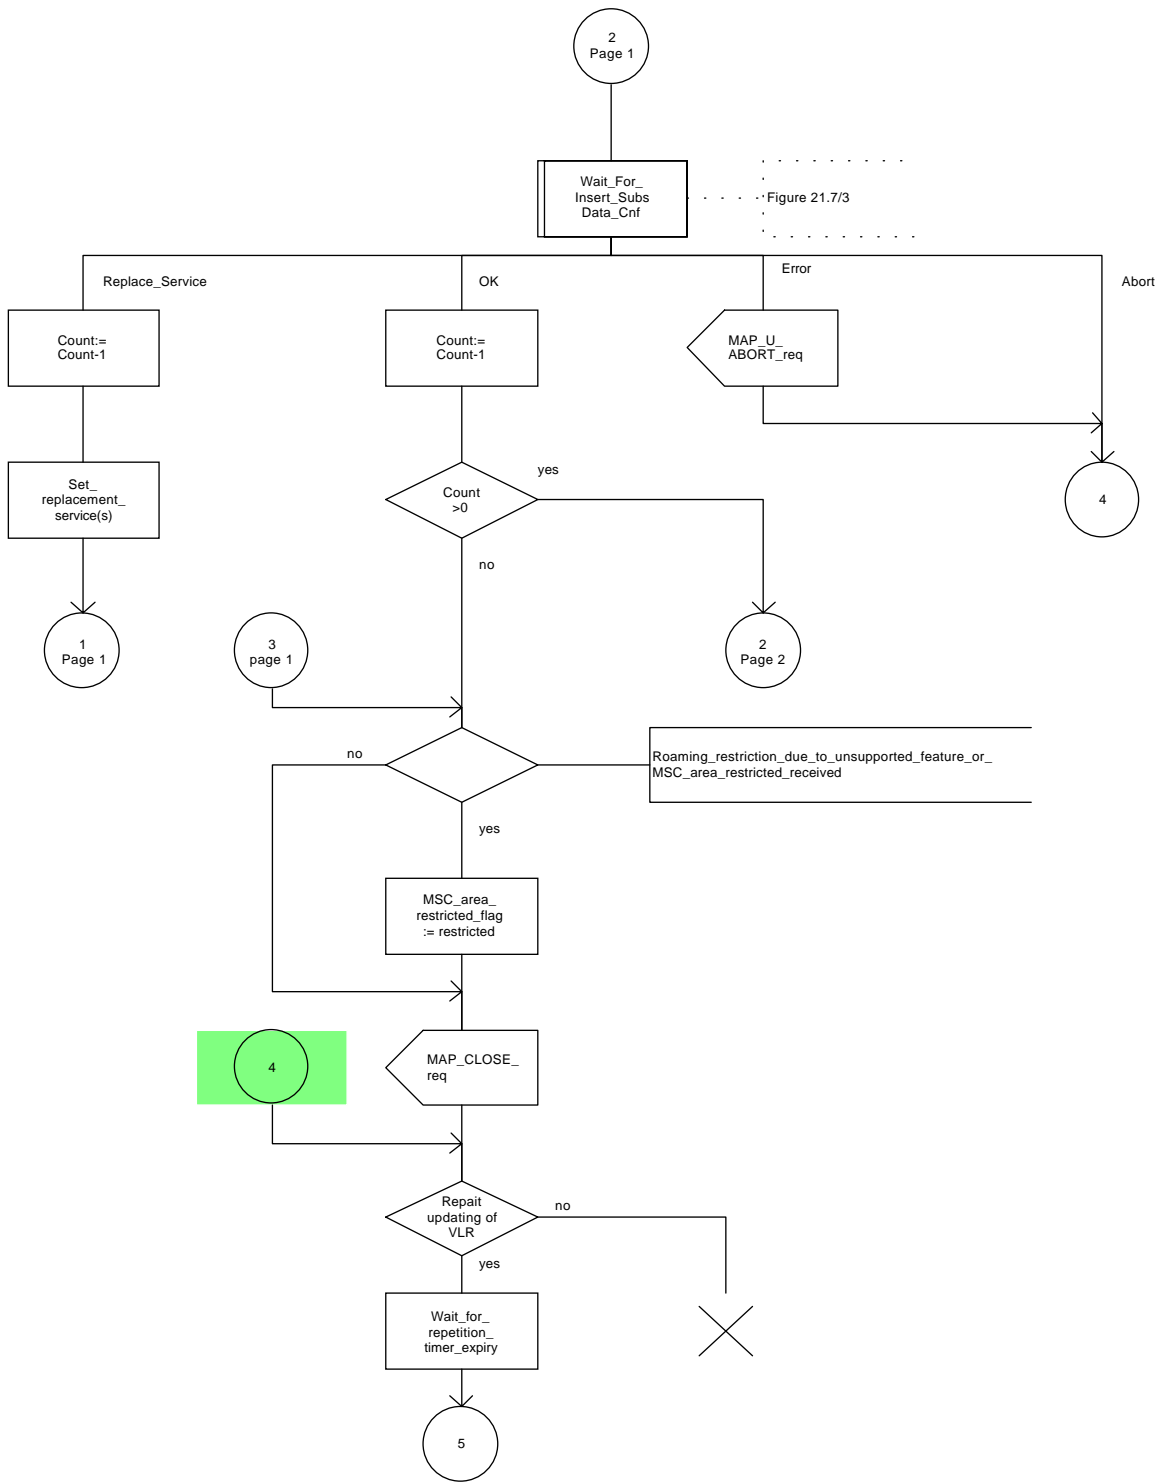 2
Page 1
Wait_For_
Insert_Subs
Data_Cnf
Figure 21.7/3
Replace_Service
OK
Error
Abort
Count:=
Count-1
Count:=
Count-1
MAP_U_
ABORT_req
Set_
replacement_
service(s)
Count
>0
yes
4
no
1
Page 1
3
page 1
2
Page 2
no
Roaming_restriction_due_to_unsupported_feature_or_
MSC_area_restricted_received
yes
MSC_area_
restricted_flag
:= restricted
4
MAP_CLOSE_
req
Repait
updating of
VLR
no
yes
Wait_for_
repetition_
timer_expiry
5